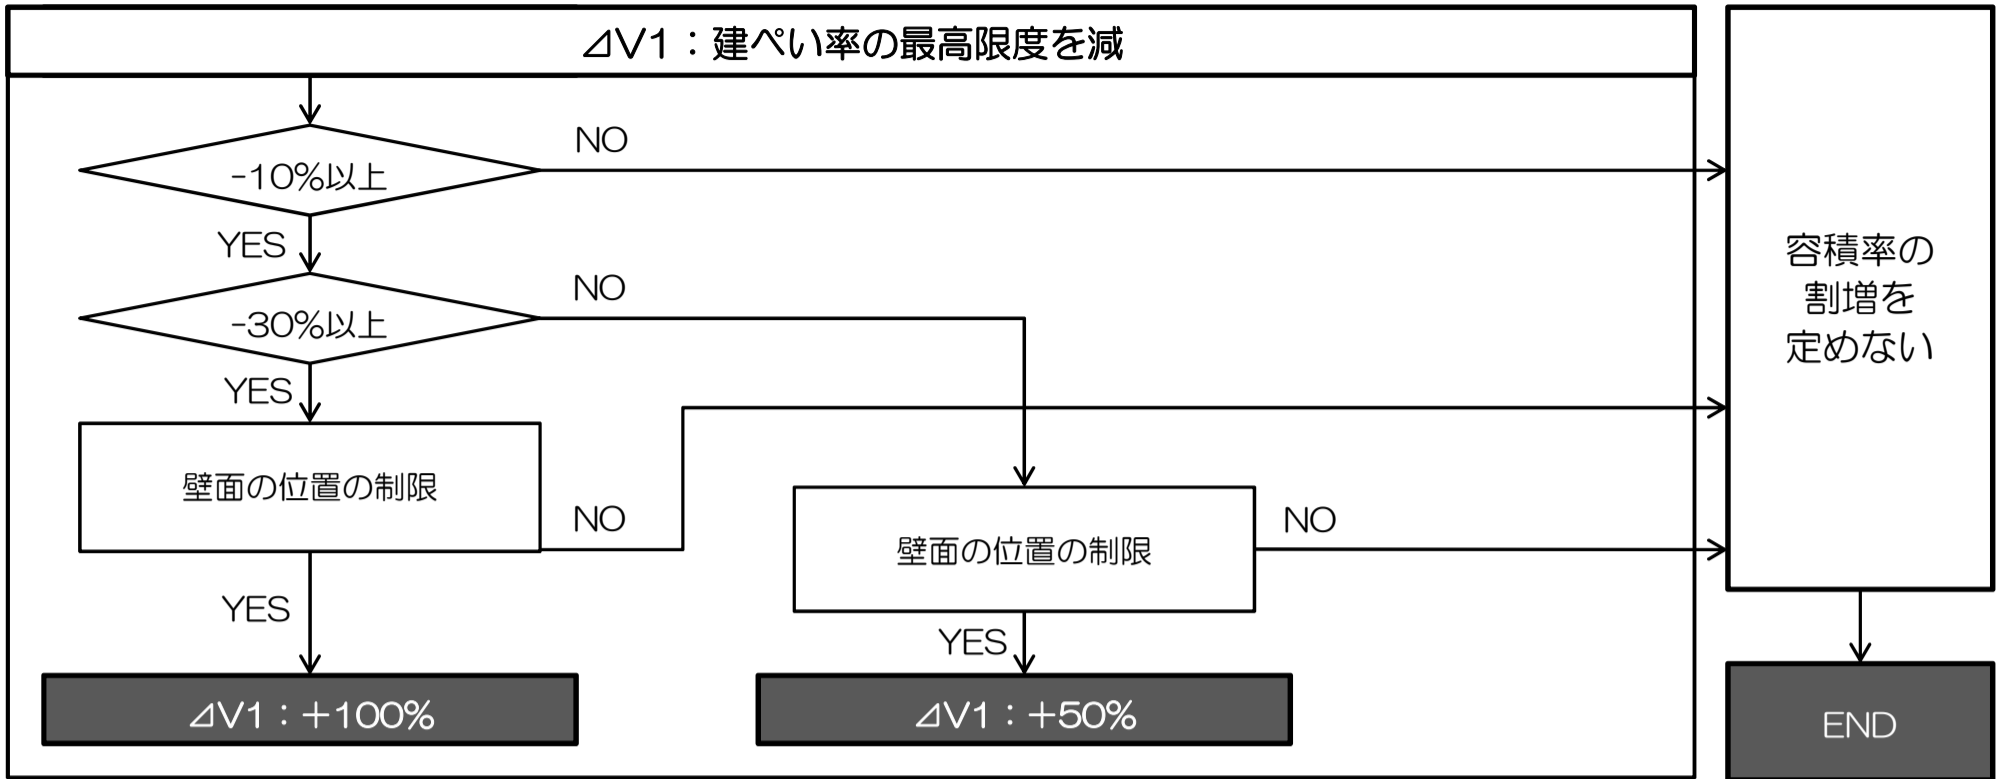 ⊿V1：建ぺい率の最高限度を減
NO
-10%以上
YES
NO
-30%以上
YES
壁面の位置の制限
NO
YES
壁面の位置の制限
NO
YES
⊿V1：＋100%
⊿V1：＋50%
容積率の
割増を
定めない
END